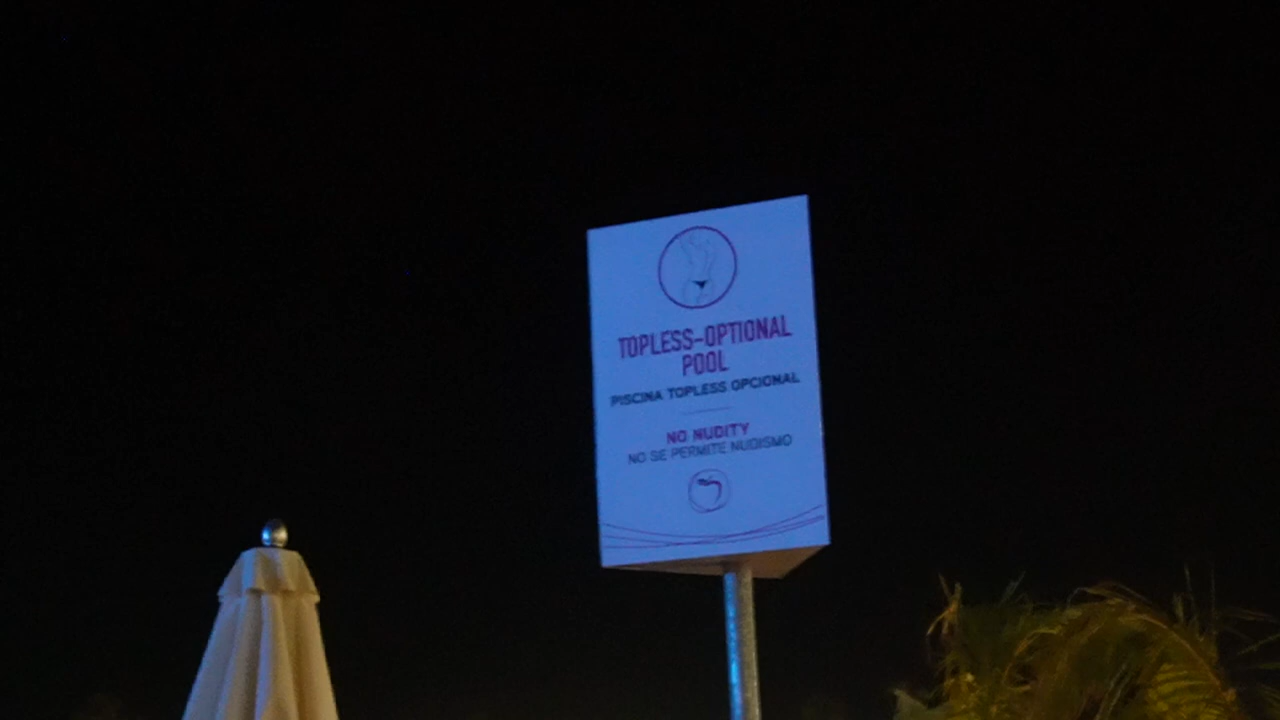 TOPLESS-OPTIONAL
POOL
PISCINA TOPLESS OPCIONAL
NO NUDITY
NO SE PERMITE NUDISMO